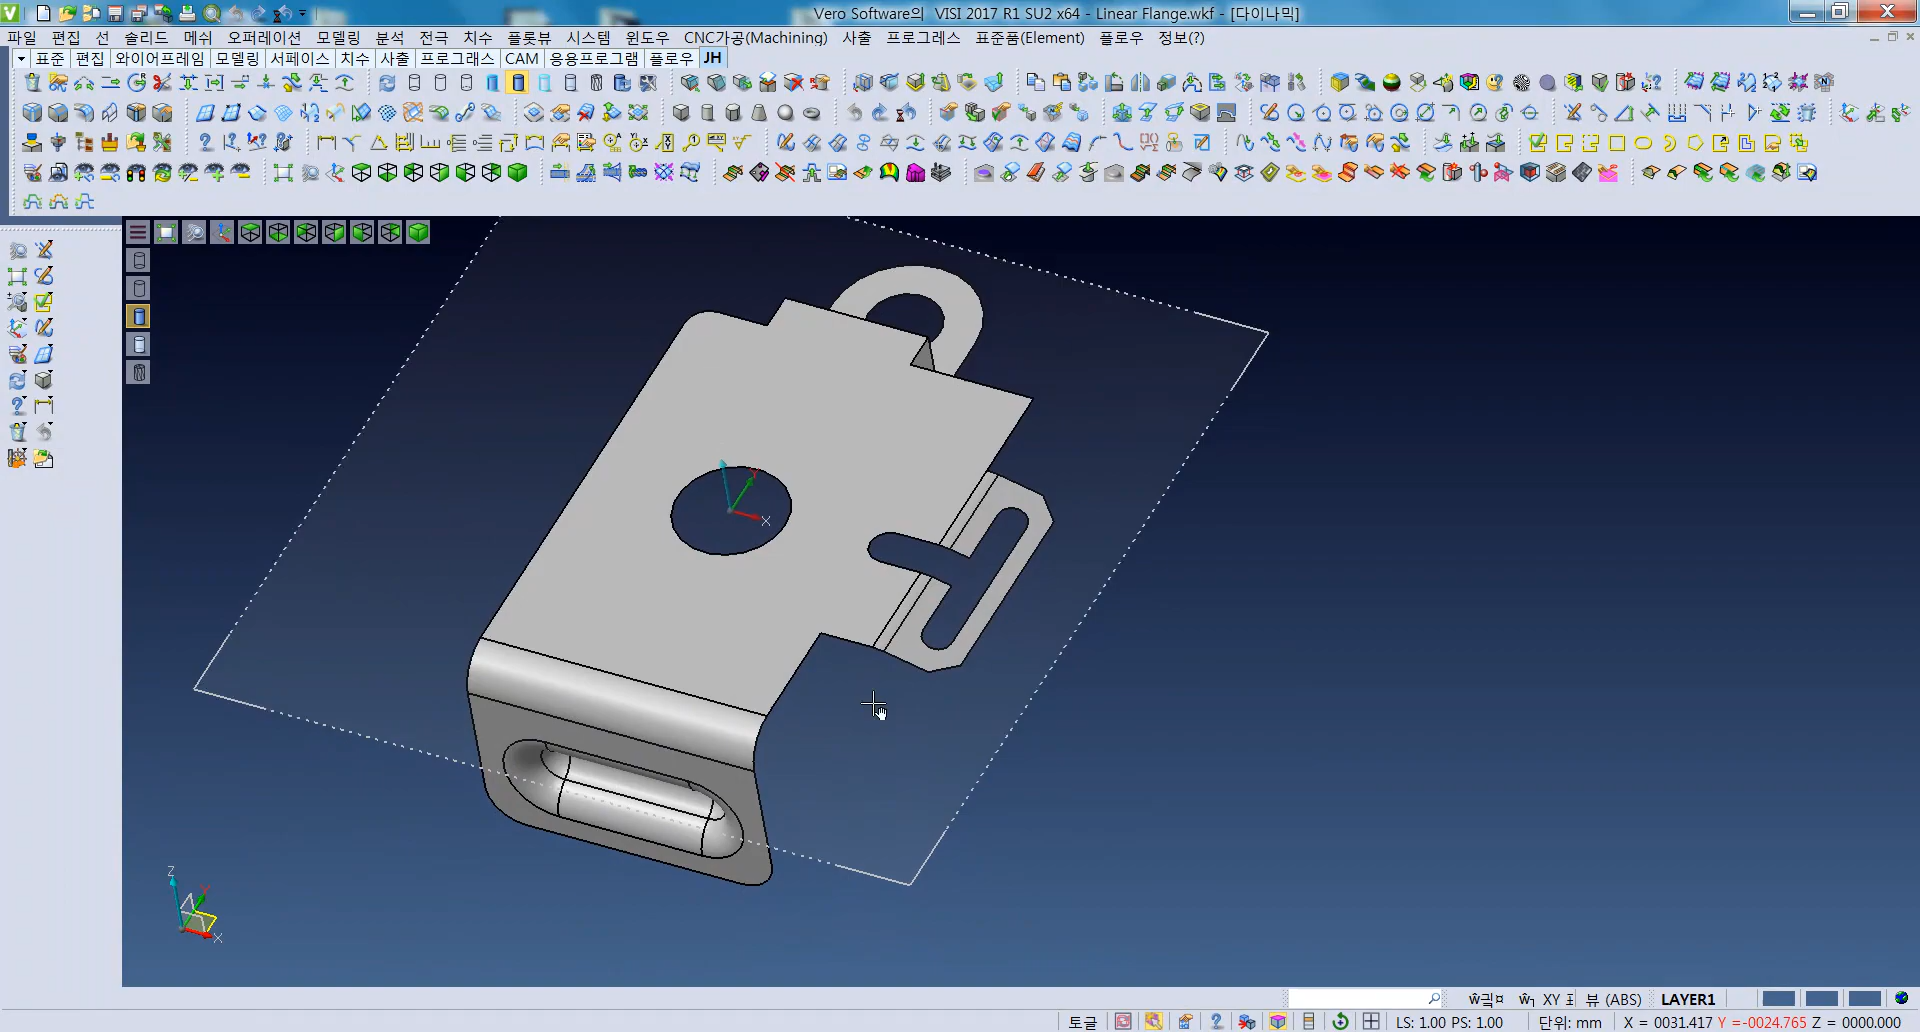 Vero Software의 VISI 2017 R1 SU2 x64 - Linear Flange.wkf - [다이나믹]
파일 편집 선 솔리드 메쉬 오퍼레이션 모델링 분석 전극 치수 플롯뷰 시스템 윈도우 CNC가공(Machining) 사출 프로그레스 표준품(Element) 플로우 정보(?)
표준 편집 와이어프레임 모델링 서페이스 치수 사출 프로그래스 CAM 응용프로그램 플로우 JH
X
Z
X
XY 뷰 (ABS) LAYER1
토글 LS: 1.00 PS: 1.00 단위: mm X = 0031.417 Y =-0024.765 Z = 0000.000